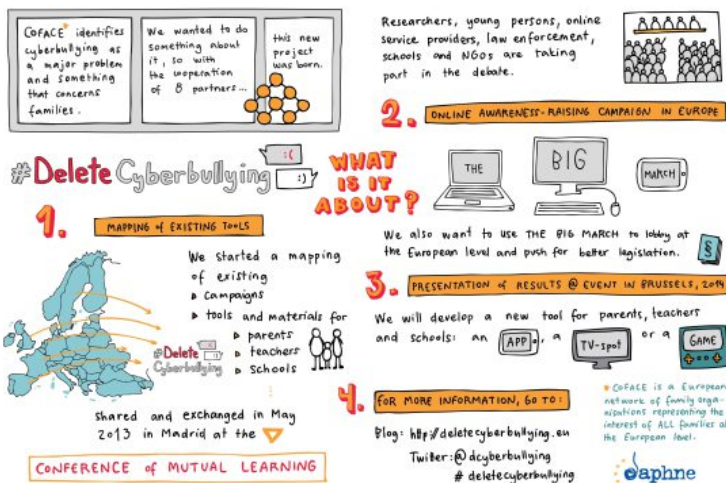 COFACE* identifies
cyberbullying as
a major problem
and something
that concerns
families.
We wanted to do
something about
it, so with
the cooperation
of 8 partners...
this new
project
was born.
#DeleteCyberbullying
:(
:)
WHAT
IS IT
ABOUT?
1.
MAPPING of EXISTING TOOLS
We started a mapping
of existing
campaigns
tools and materials for
parents
teachers
schools
#Delete
Cyberbullying
shared and exchanged in May
2013 in Madrid at the
CONFERENCE of MUTUAL LEARNING
Researchers, young persons, online
service providers, law enforcement,
schools and NGOs are taking
part in the debate.
2.
ONLINE AWARENESS-RAISING CAMPAIGN IN EUROPE
THE
BIG
MARCH
We also want to use THE BIG MARCH to lobby at
the European level and push for better legislation.
§
3.
PRESENTATION of RESULTS @ EVENT IN BRUSSELS, 2014
We will develop a new tool for parents, teachers
and schools: an APP, a TV-spot or a GAME
4.
FOR MORE INFORMATION, GO TO:
Blog: http://deletecyberbullying.eu
Twitter: @dcyberbullying
# deletecyberbullying
* COFACE is a European
network of family orga-
nisations representing the
interest of ALL families at
the European level.
daphne